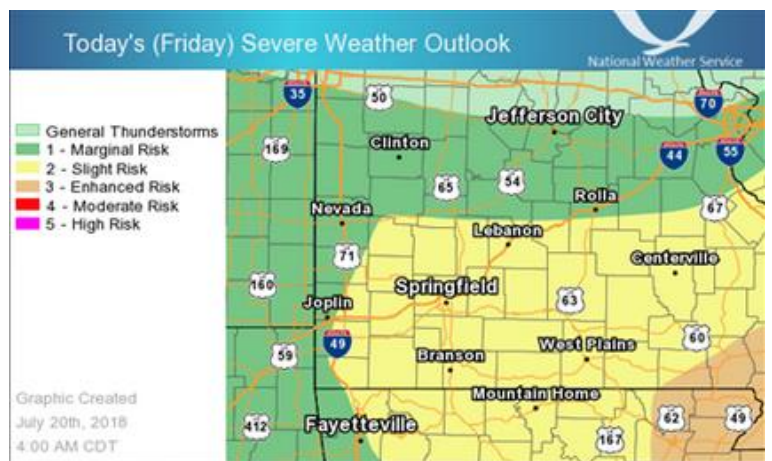 Today's (Friday) Severe Weather Outlook
National Weather Service
General Thunderstorms
1 - Marginal Risk
2 - Slight Risk
3 - Enhanced Risk
4 - Moderate Risk
5 - High Risk
35
50
70
Jefferson City
169
Clinton
44
55
65
54
Rolla
Nevada
67
Lebanon
71
Centerville
160
Springfield
63
Joplin
49
60
59
Branson
West Plains
Mountain Home
412
Fayetteville
167
62
49
Graphic Created
July 20th, 2018
4:00 AM CDT